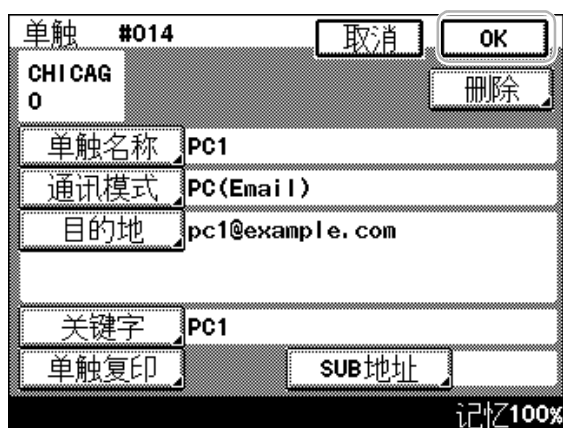 单触 #014 取消 OK
CHICAG
O
删除
单触名称 PC1
通讯模式 PC(Email)
目的地 pc1@example.com
关键字 PC1
单触复印 SUB地址
记忆100%